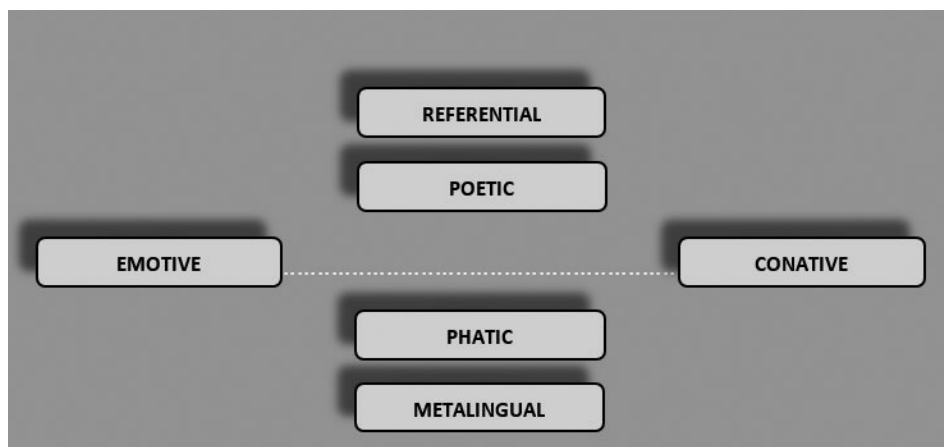 REFERENTIAL
POETIC
EMOTIVE
CONATIVE
PHATIC
METALINGUAL